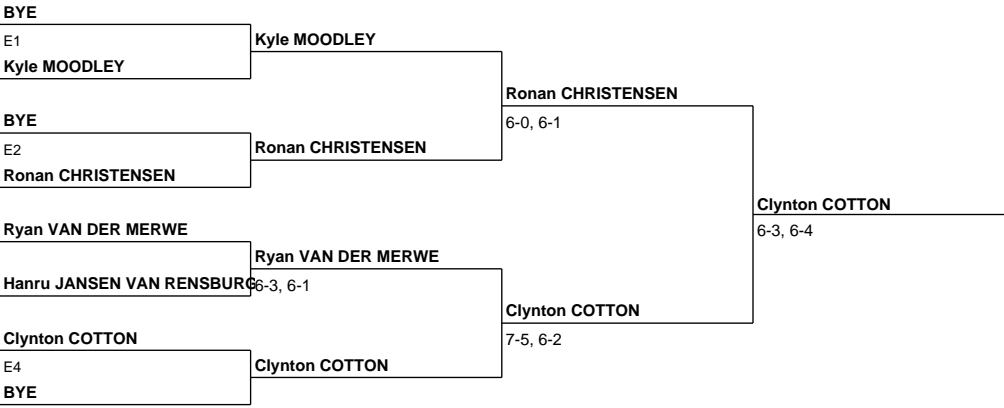 BYE
E1
Kyle MOODLEY
BYE
E2
Ronan CHRISTENSEN
Ryan VAN DER MERWE
Hanru JANSEN VAN RENSBURG
Clynton COTTON
E4
BYE
Kyle MOODLEY
Ronan CHRISTENSEN
Ryan VAN DER MERWE
6-3, 6-1
Clynton COTTON
Ronan CHRISTENSEN
6-0, 6-1
Clynton COTTON
7-5, 6-2
Clynton COTTON
6-3, 6-4